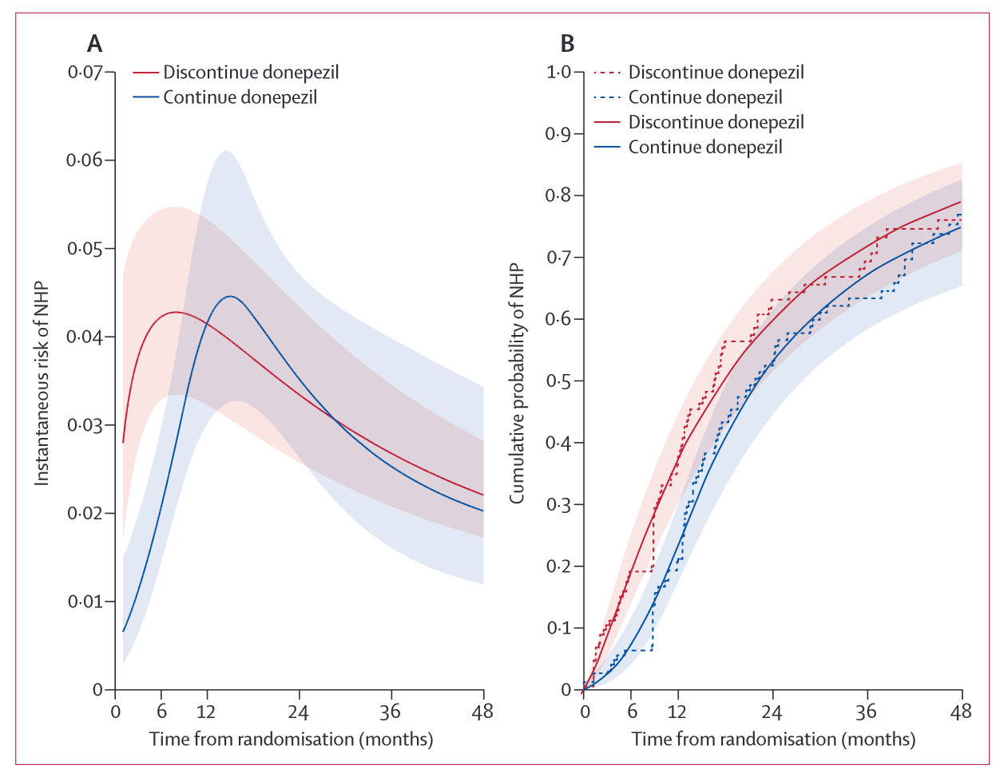 A
Discontinue donepezil
Continue donepezil
0·07
0·06
0·05
0·04
0·03
0·02
0·01
0
Instantaneous risk of NHP
0 6 12 24 36 48
Time from randomisation (months)
B
Discontinue donepezil
Continue donepezil
Discontinue donepezil
Continue donepezil
1·0
0·9
0·8
0·7
0·6
0·5
0·4
0·3
0·2
0·1
0
Cumulative probability of NHP
0 6 12 24 36 48
Time from randomisation (months)